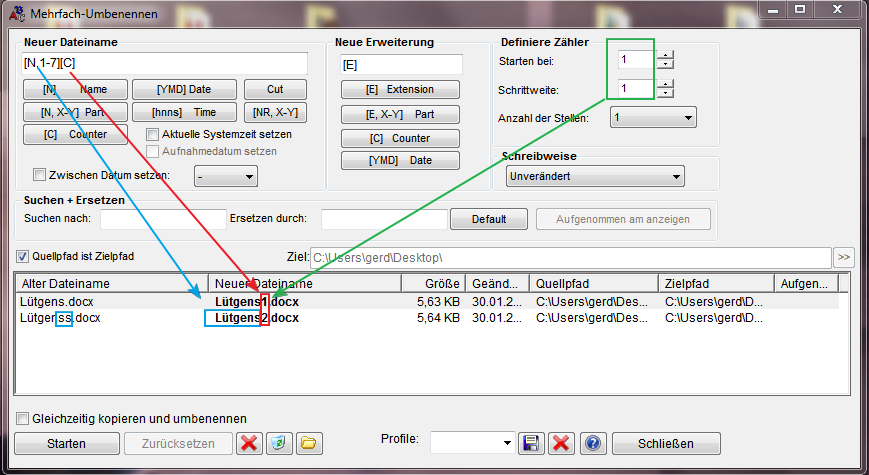 Mehrfach-Umbenennen
Neuer Dateiname
[N,1-7][C]
[N] Name [YMD] Date Cut
[N, X-Y] Part [hnns] Time [NR, X-Y]
[C] Counter Aktuelle Systemzeit setzen
Aufnahmedatum setzen
Zwischen Datum setzen: -
Neue Erweiterung
[E]
[E] Extension
[E, X-Y] Part
[C] Counter
[YMD] Date
Definiere Zähler
Starten bei: 1
Schrittweite: 1
Anzahl der Stellen: 1
Schreibweise
Unverändert
Suchen + Ersetzen
Suchen nach: Ersetzen durch: Default Aufgenommen am anzeigen
Quellpfad ist Zielpfad Ziel: C:\Users\gerd\Desktop\ >>
Alter Dateiname Neuer Dateiname Größe Geänd... Quellpfad Zielpfad Aufgen...
Lütgens.docx Lütgens1.docx 5,63 KB 30.01.2... C:\Users\gerd\Des... C:\Users\gerd\D...
Lütgenss.docx Lütgens2.docx 5,64 KB 30.01.2... C:\Users\gerd\Des... C:\Users\gerd\D...
Gleichzeitig kopieren und umbenennen
Starten Zurücksetzen Profile: ? Schließen